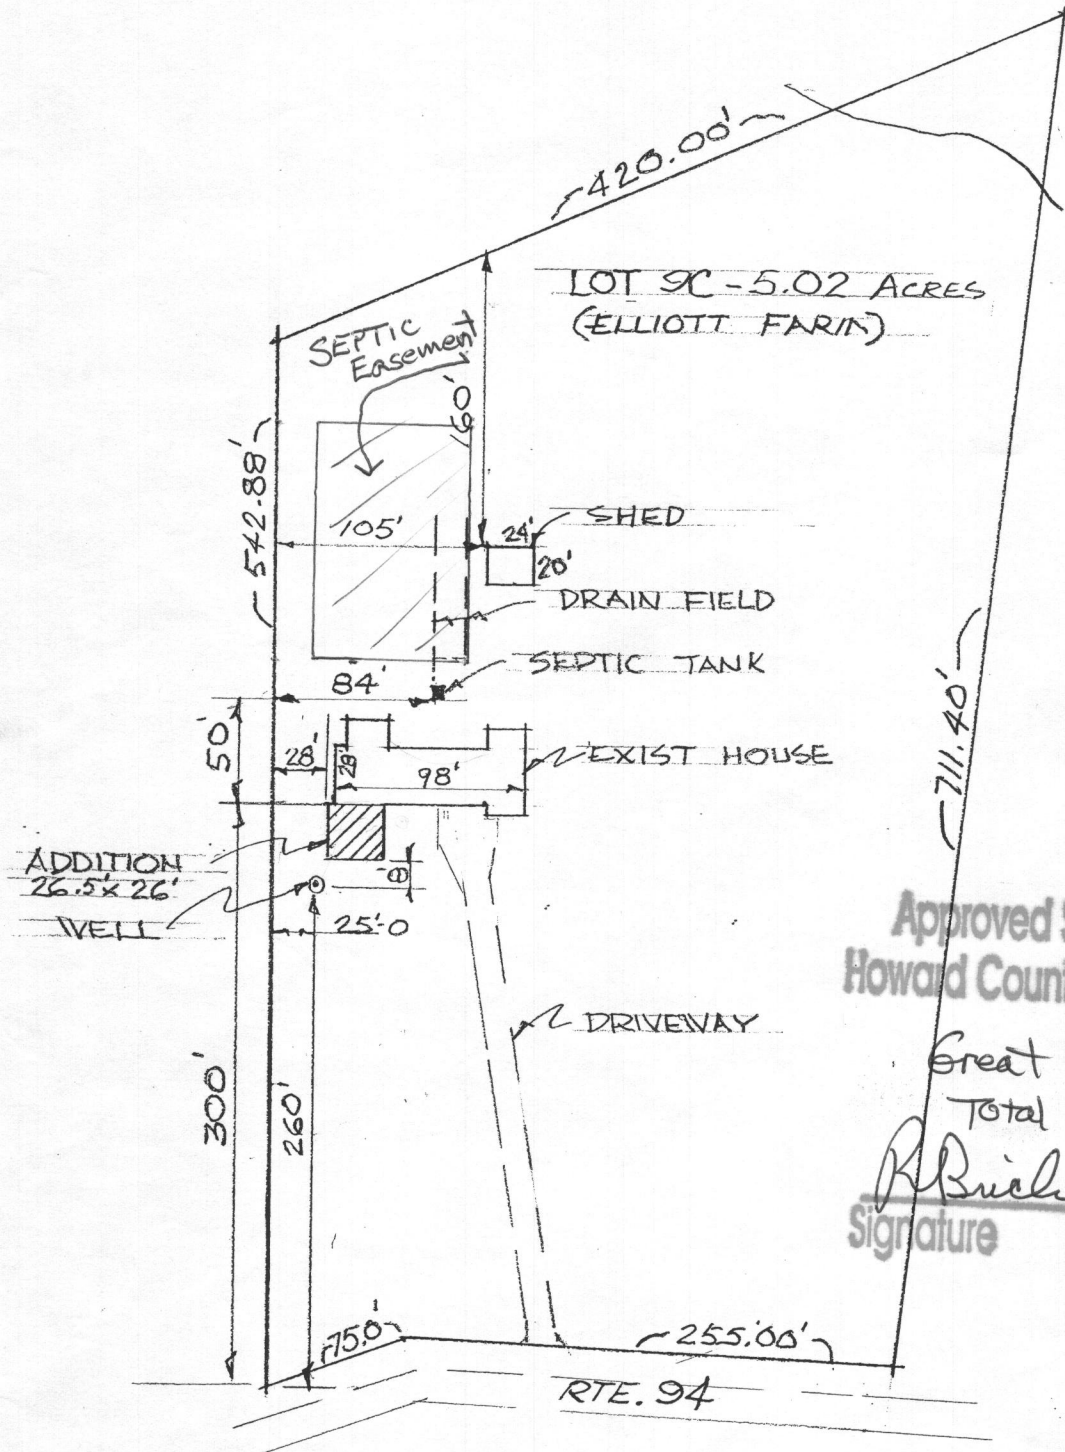 420.00'
LOT 9C - 5.02 ACRES
(ELLIOTT FARM)
SEPTIC
Easement
60'
542.88'
105'
24'
SHED
20'
DRAIN FIELD
SEPTIC TANK
84'
50'
28'
28'
98'
EXIST HOUSE
711.40'
ADDITION
26.5' x 26'
WELL
25'-0
Approved
Howard Count
Great
Total
Signature
DRIVEWAY
300'
260'
75.0'
255.00'
RTE. 94